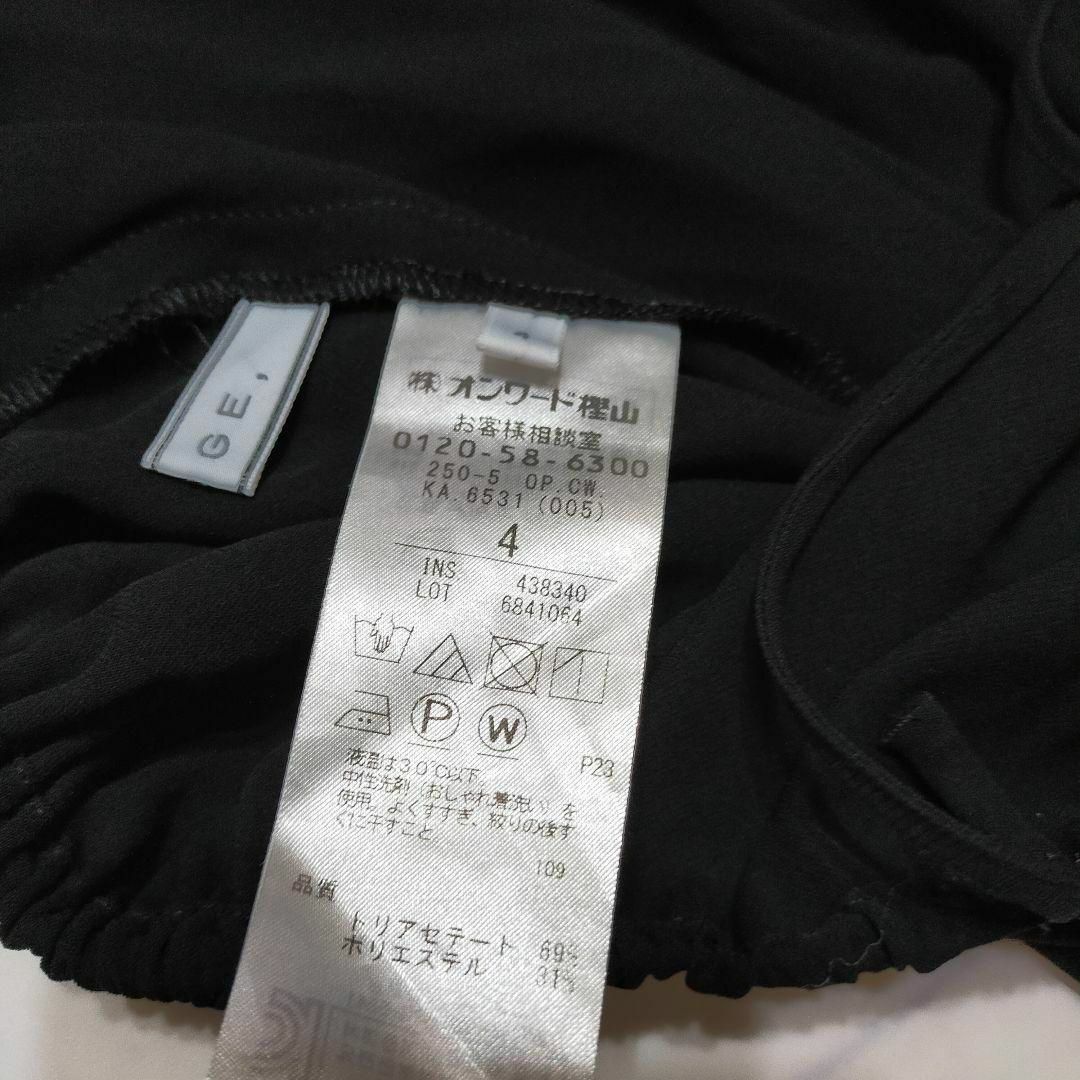 GE,
㈱オンワード樫山
お客様相談室
0120-58-6300
250-5 OP.CW.
KA.6531 (005)
4
INS 438340
LOT 6841064
P
W
P23
液温は30℃以下、
中性洗剤(おしゃれ着洗い)を
使用。よくすすぎ、絞りの後す
ぐに干すこと
109
品質
トリアセテート 69%
ポリエステル 31%